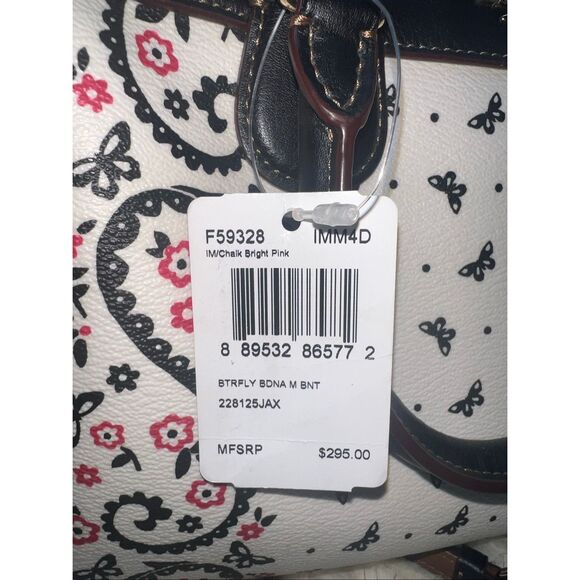 F59328 IMM4D
IM/Chalk Bright Pink
8 89532 86577 2
BTRFLY BDNA M BNT
228125JAX
MFSRP $295.00